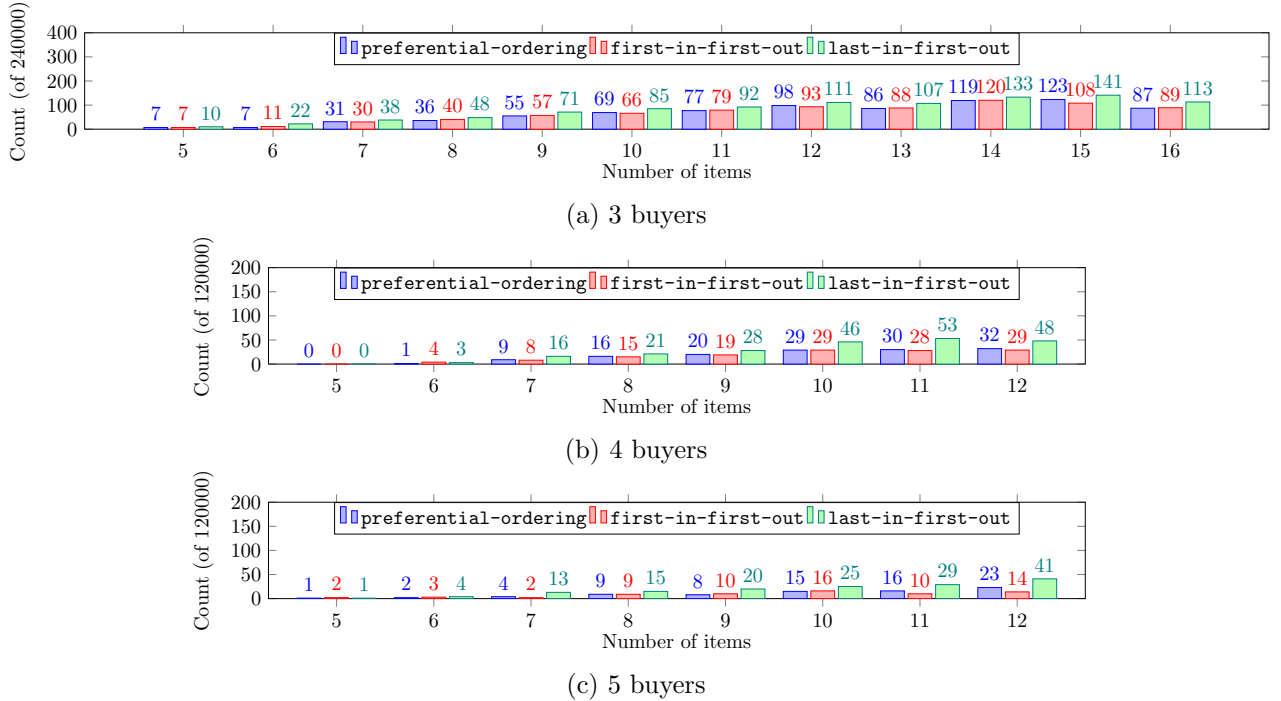 Count (of 240000)
400
300
200
100
0
preferential-ordering first-in-first-out last-in-first-out
7 7 10 7 11 22 31 30 38 36 40 48 55 57 71 69 66 85 77 79 92 98 93 111 86 88 107 119 120 133 123 108 141 87 89 113
5 6 7 8 9 10 11 12 13 14 15 16
Number of items
(a) 3 buyers
Count (of 120000)
200
150
100
50
0
preferential-ordering first-in-first-out last-in-first-out
0 0 0 1 4 3 9 8 16 16 15 21 20 19 28 29 29 46 30 28 53 32 29 48
5 6 7 8 9 10 11 12
Number of items
(b) 4 buyers
Count (of 120000)
200
150
100
50
0
preferential-ordering first-in-first-out last-in-first-out
1 2 1 2 3 4 4 2 13 9 9 15 8 10 20 15 16 25 16 10 29 23 14 41
5 6 7 8 9 10 11 12
Number of items
(c) 5 buyers